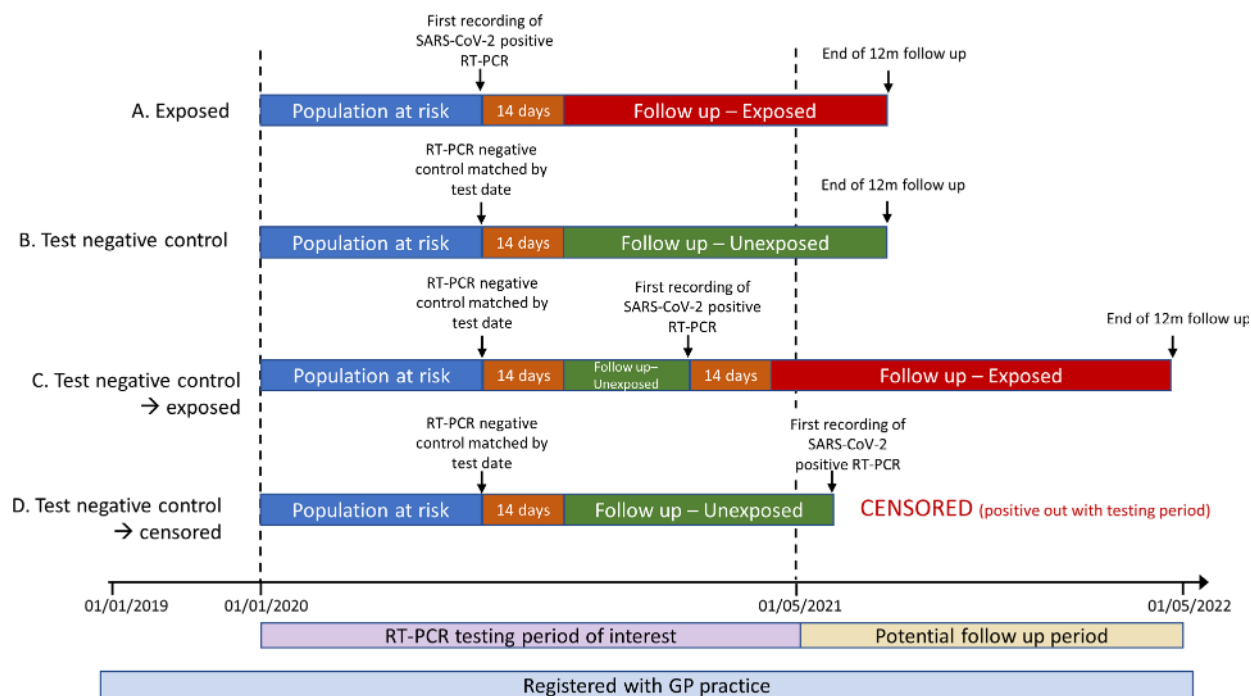 First recording of
SARS-CoV-2 positive
RT-PCR
End of 12m follow up
A. Exposed
Population at risk
14 days
Follow up – Exposed
RT-PCR negative
control matched by
test date
End of 12m follow up
B. Test negative control
Population at risk
14 days
Follow up – Unexposed
RT-PCR negative
control matched by
test date
First recording of
SARS-CoV-2 positive
RT-PCR
End of 12m follow up
C. Test negative control
→ exposed
Population at risk
14 days
Follow up–
Unexposed
14 days
Follow up – Exposed
RT-PCR negative
control matched by
test date
First recording of
SARS-CoV-2
positive RT-PCR
D. Test negative control
→ censored
Population at risk
14 days
Follow up – Unexposed
CENSORED (positive out with testing period)
01/01/2019
01/01/2020
01/05/2021
01/05/2022
RT-PCR testing period of interest
Potential follow up period
Registered with GP practice